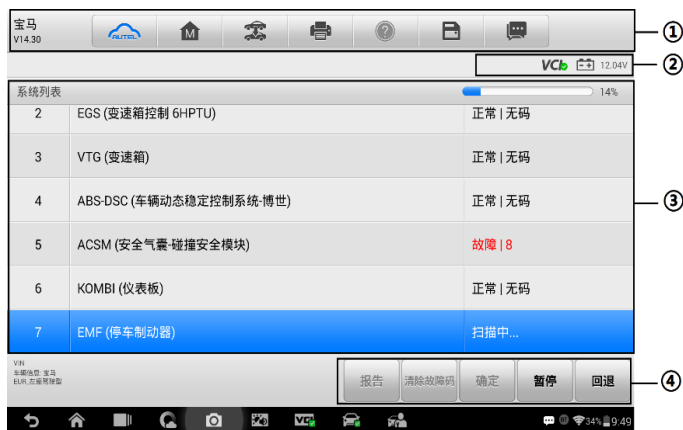 宝马
V14.30
AUTEL
M
?
①
VCI
12.04V
②
系统列表
14%
2 EGS (变速箱控制 6HPTU) 正常 | 无码
3 VTG (变速箱) 正常 | 无码
4 ABS-DSC (车辆动态稳定控制系统-博世) 正常 | 无码
③
5 ACSM (安全气囊-碰撞安全模块) 故障 | 8
6 KOMBI (仪表板) 正常 | 无码
7 EMF (停车制动器) 扫描中...
VIN
车辆信息: 宝马
EUR_左座驾驶型
报告 清除故障码 确定 暂停 回退
④
VCI
34% 9:49